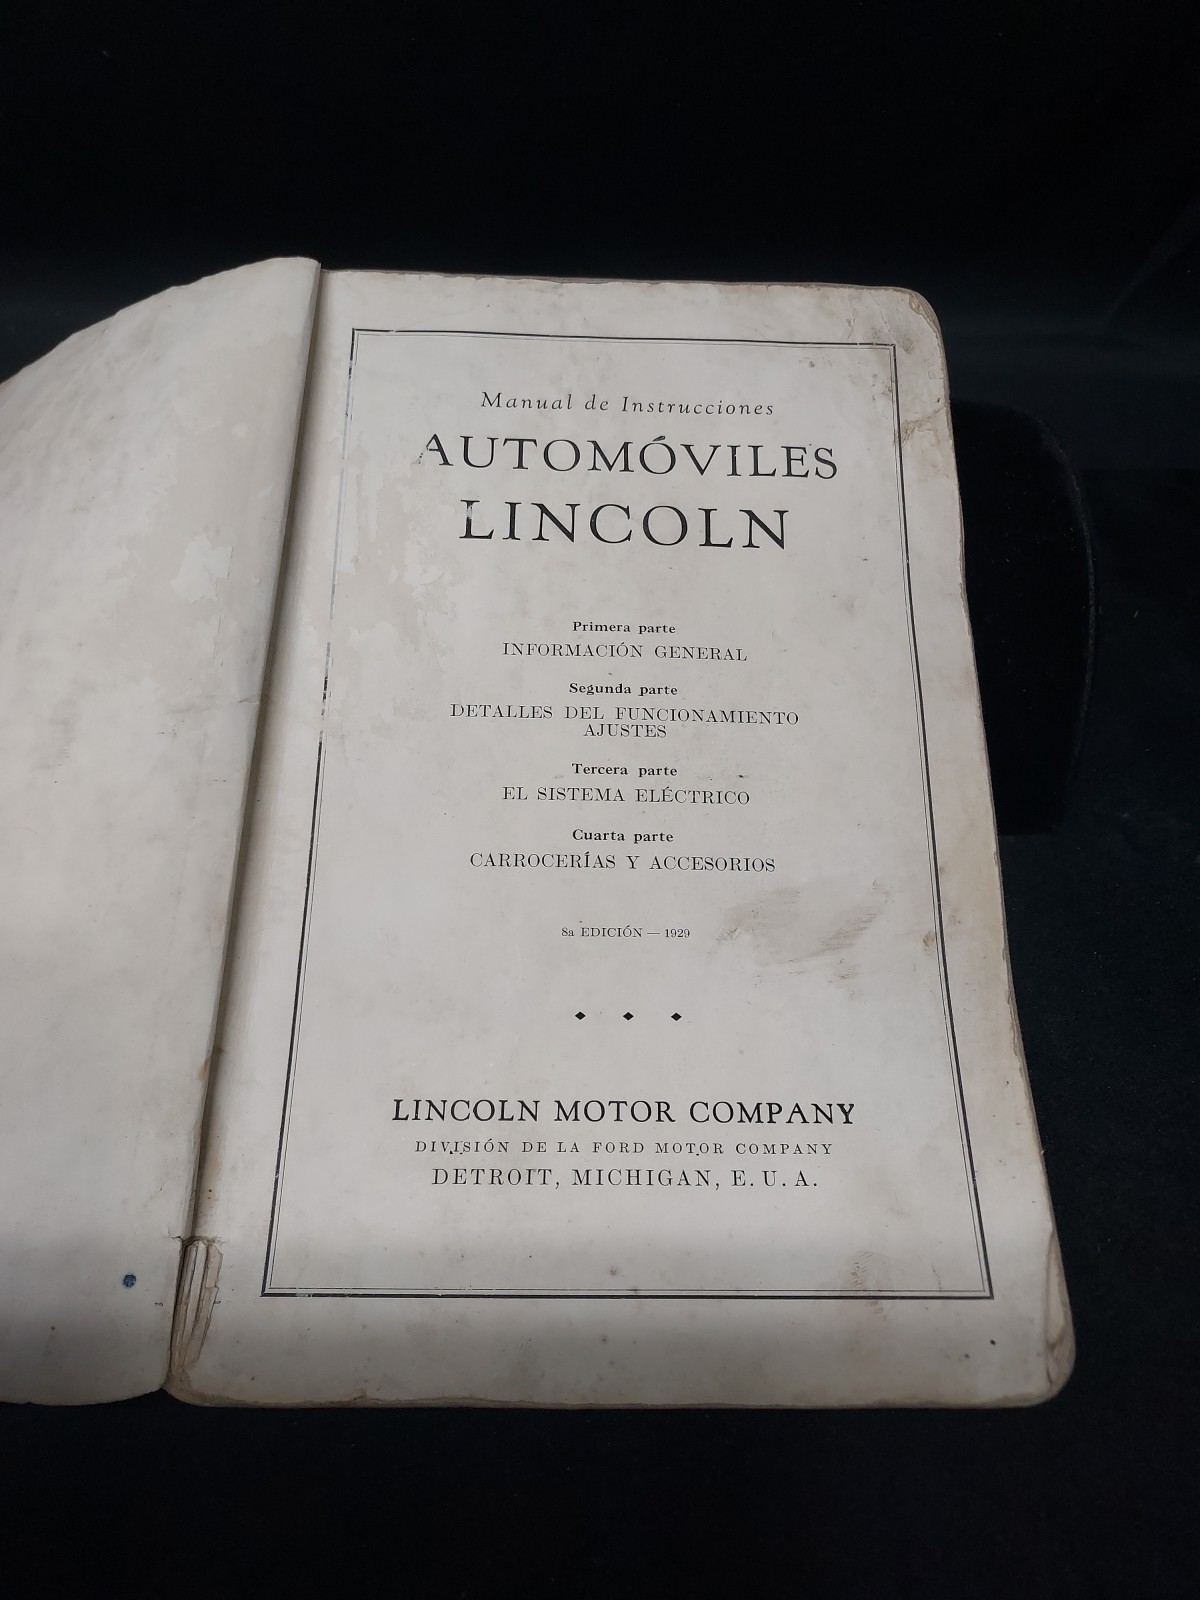 Manual de Instrucciones
AUTOMÓVILES
LINCOLN
Primera parte
INFORMACIÓN GENERAL
Segunda parte
DETALLES DEL FUNCIONAMIENTO
AJUSTES
Tercera parte
EL SISTEMA ELÉCTRICO
Cuarta parte
CARROCERÍAS Y ACCESORIOS
8a EDICIÓN — 1929
LINCOLN MOTOR COMPANY
DIVISIÓN DE LA FORD MOTOR COMPANY
DETROIT, MICHIGAN, E. U. A.